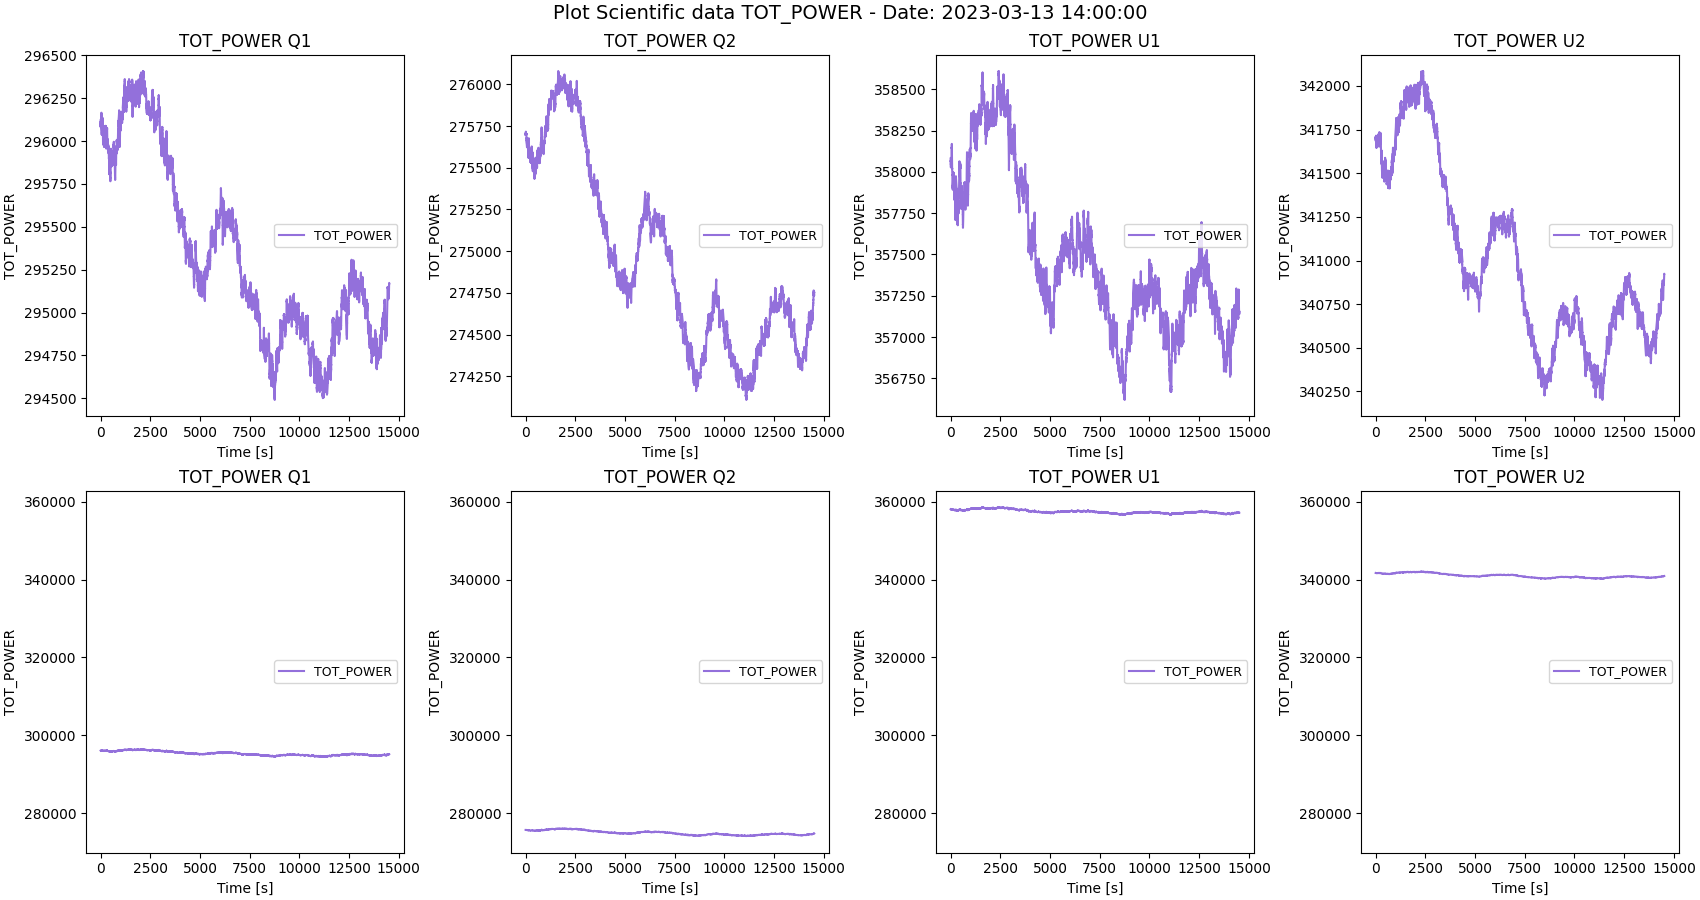 Plot Scientific data TOT_POWER - Date: 2023-03-13 14:00:00
TOT_POWER Q1
296500
296250
296000
295750
295500
295250
295000
294750
294500
TOT_POWER
TOT_POWER
0 2500 5000 7500 10000 12500 15000
Time [s]
TOT_POWER Q2
276000
275750
275500
275250
275000
274750
274500
274250
TOT_POWER
TOT_POWER
0 2500 5000 7500 10000 12500 15000
Time [s]
TOT_POWER U1
358500
358250
358000
357750
357500
357250
357000
356750
TOT_POWER
TOT_POWER
0 2500 5000 7500 10000 12500 15000
Time [s]
TOT_POWER U2
342000
341750
341500
341250
341000
340750
340500
340250
TOT_POWER
TOT_POWER
0 2500 5000 7500 10000 12500 15000
Time [s]
TOT_POWER Q1
360000
340000
320000
300000
280000
TOT_POWER
TOT_POWER
0 2500 5000 7500 10000 12500 15000
Time [s]
TOT_POWER Q2
360000
340000
320000
300000
280000
TOT_POWER
TOT_POWER
0 2500 5000 7500 10000 12500 15000
Time [s]
TOT_POWER U1
360000
340000
320000
300000
280000
TOT_POWER
TOT_POWER
0 2500 5000 7500 10000 12500 15000
Time [s]
TOT_POWER U2
360000
340000
320000
300000
280000
TOT_POWER
TOT_POWER
0 2500 5000 7500 10000 12500 15000
Time [s]